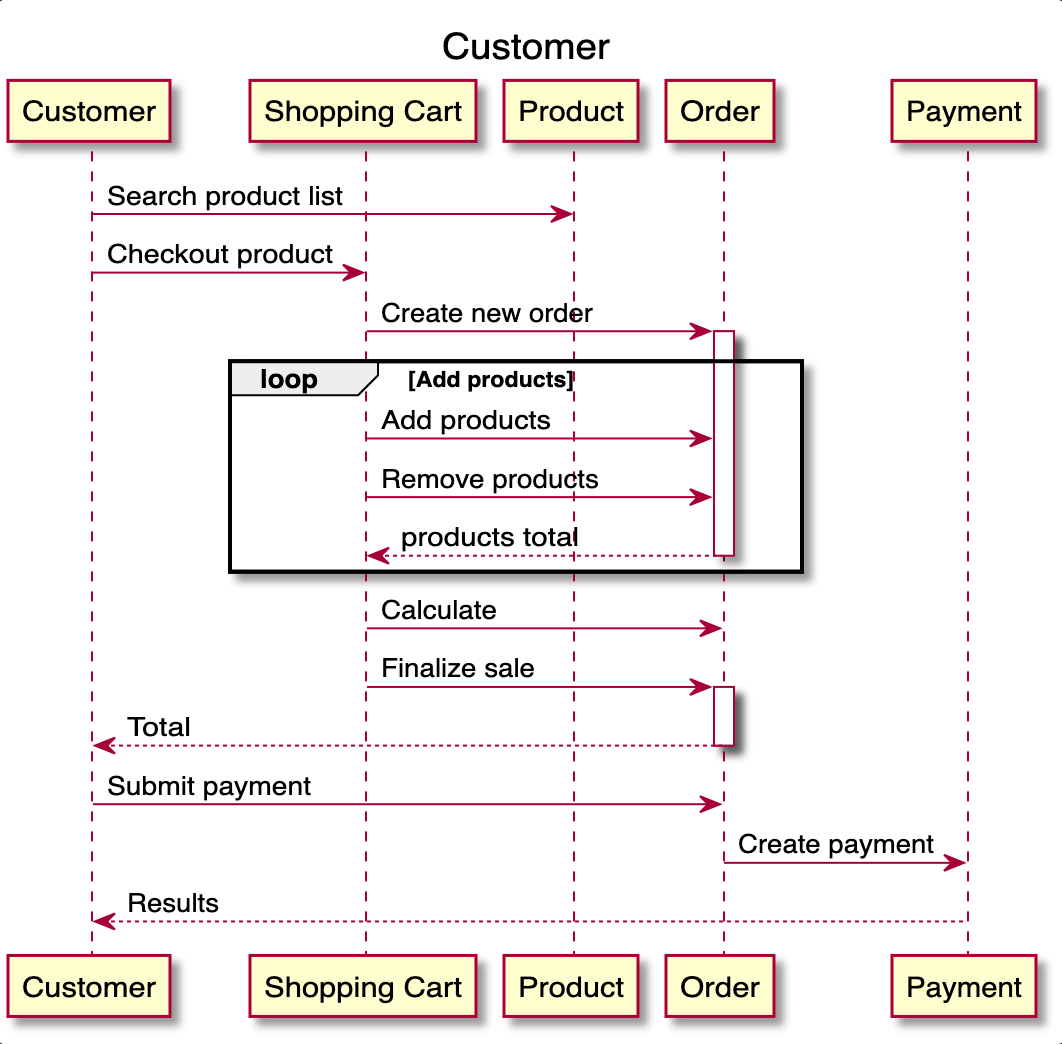 Customer
Customer Shopping Cart Product Order Payment
Search product list
Checkout product
Create new order
loop [Add products]
Add products
Remove products
products total
Calculate
Finalize sale
Total
Submit payment
Create payment
Results
Customer Shopping Cart Product Order Payment